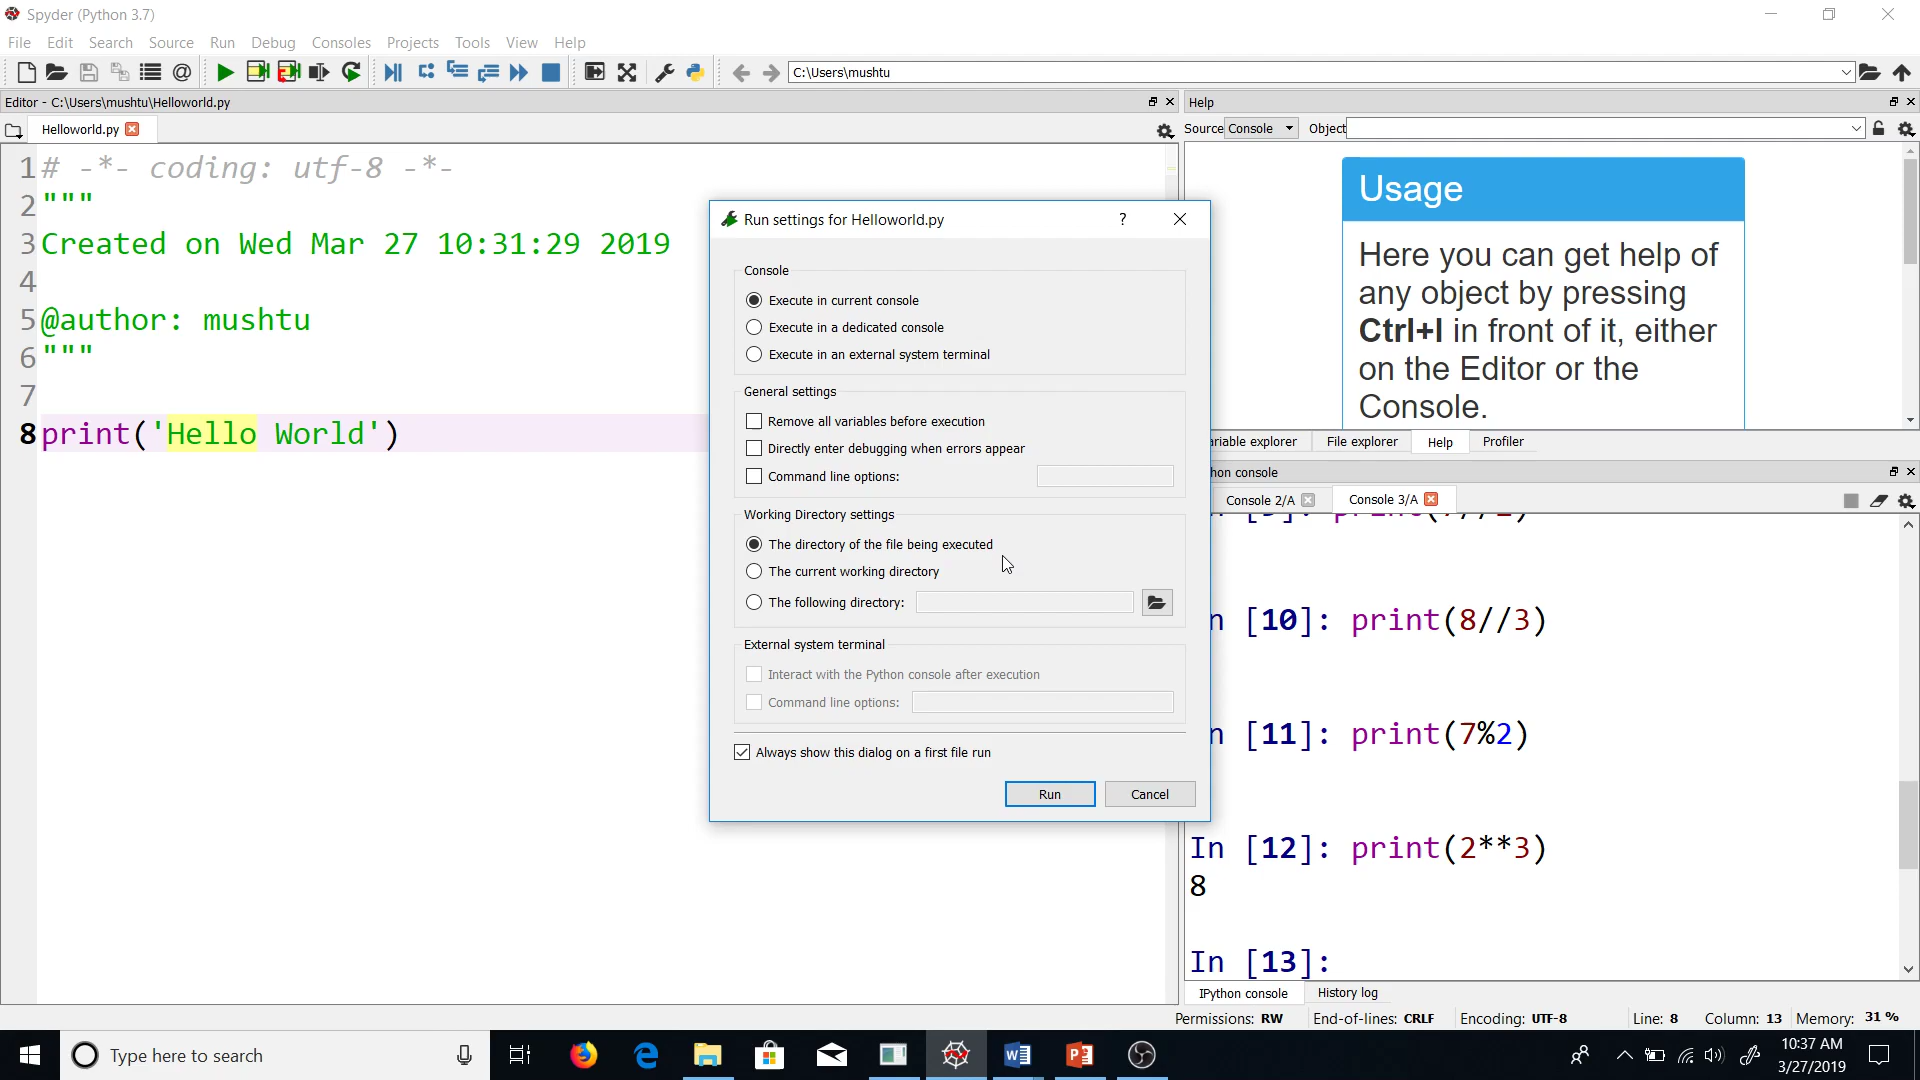 Spyder (Python 3.7)
File Edit Search Source Run Debug Consoles Projects Tools View Help
C:\Users\mushtu
Editor - C:\Users\mushtu\Helloworld.py
Helloworld.py
1 # -*- coding: utf-8 -*-
2 """
3 Created on Wed Mar 27 10:31:29 2019
4
5 @author: mushtu
6 """
7
8 print('Hello World')
Run settings for Helloworld.py ?
Console
Execute in current console
Execute in a dedicated console
Execute in an external system terminal
General settings
Remove all variables before execution
Directly enter debugging when errors appear
Command line options:
Working Directory settings
The directory of the file being executed
The current working directory
The following directory:
External system terminal
Interact with the Python console after execution
Command line options:
Always show this dialog on a first file run
Run Cancel
Help
Source Console Object
Usage
Here you can get help of
any object by pressing
Ctrl+I in front of it, either
on the Editor or the
Console.
ariable explorer File explorer Help Profiler
hon console
Console 2/A Console 3/A
n [10]: print(8//3)
n [11]: print(7%2)
In [12]: print(2**3)
8
In [13]:
IPython console History log
Permissions: RW End-of-lines: CRLF Encoding: UTF-8 Line: 8 Column: 13 Memory: 31 %
Type here to search
10:37 AM
3/27/2019